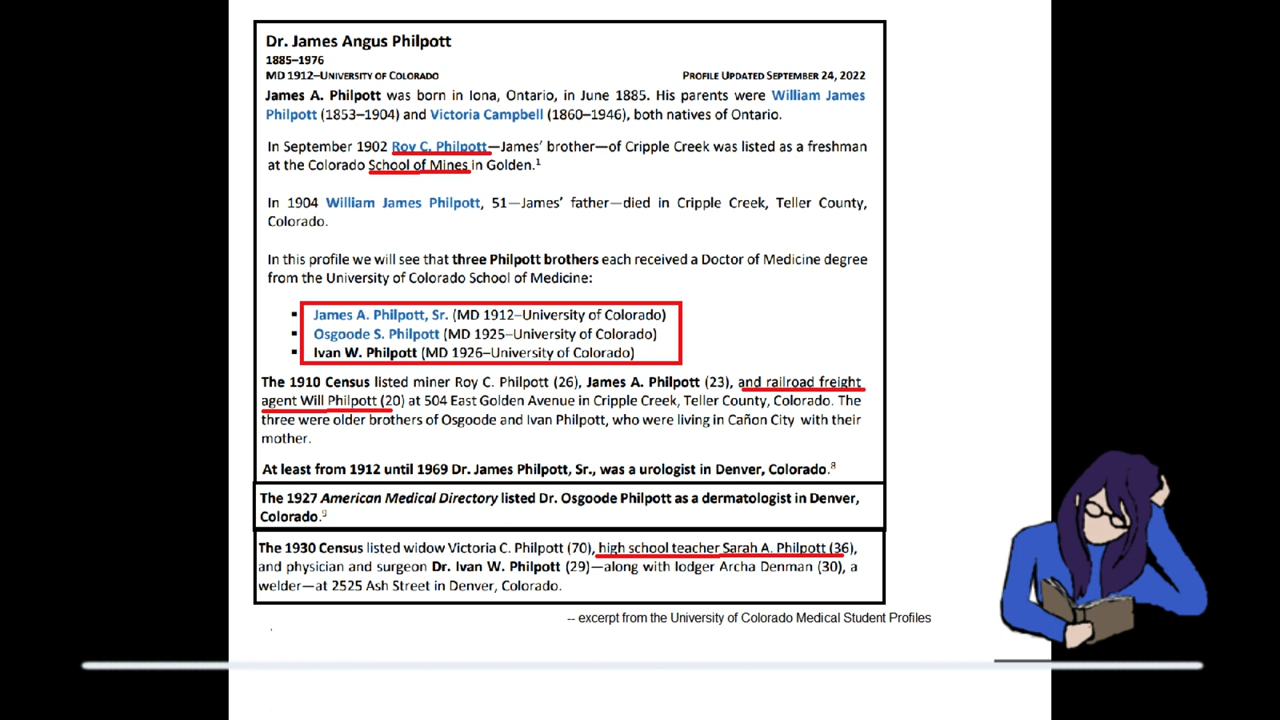 Dr. James Angus Philpott
1885–1976
MD 1912–University of Colorado Profile Updated September 24, 2022
James A. Philpott was born in Iona, Ontario, in June 1885. His parents were William James
Philpott (1853–1904) and Victoria Campbell (1860–1946), both natives of Ontario.
In September 1902 Roy C. Philpott—James’ brother—of Cripple Creek was listed as a freshman
at the Colorado School of Mines in Golden.1
In 1904 William James Philpott, 51—James’ father—died in Cripple Creek, Teller County,
Colorado.
In this profile we will see that three Philpott brothers each received a Doctor of Medicine degree
from the University of Colorado School of Medicine:
▪ James A. Philpott, Sr. (MD 1912–University of Colorado)
▪ Osgoode S. Philpott (MD 1925–University of Colorado)
▪ Ivan W. Philpott (MD 1926–University of Colorado)
The 1910 Census listed miner Roy C. Philpott (26), James A. Philpott (23), and railroad freight
agent Will Philpott (20) at 504 East Golden Avenue in Cripple Creek, Teller County, Colorado. The
three were older brothers of Osgoode and Ivan Philpott, who were living in Cañon City with their
mother.
At least from 1912 until 1969 Dr. James Philpott, Sr., was a urologist in Denver, Colorado.8
The 1927 American Medical Directory listed Dr. Osgoode Philpott as a dermatologist in Denver,
Colorado.9
The 1930 Census listed widow Victoria C. Philpott (70), high school teacher Sarah A. Philpott (36),
and physician and surgeon Dr. Ivan W. Philpott (29)—along with lodger Archa Denman (30), a
welder—at 2525 Ash Street in Denver, Colorado.
-- excerpt from the University of Colorado Medical Student Profiles